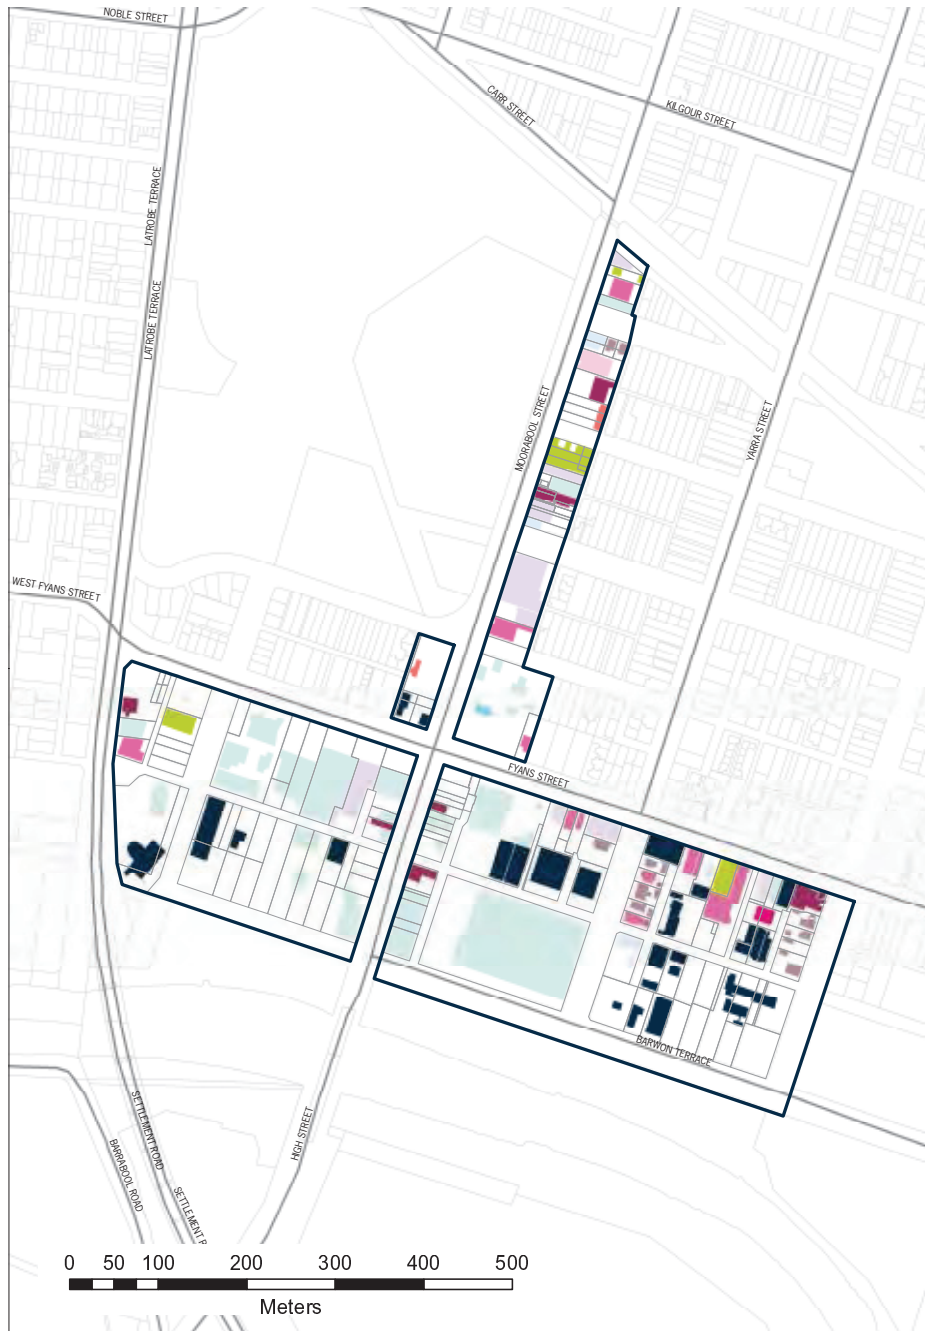 NOBLE STREET
CARR STREET
KILGOUR STREET
LATROBE TERRACE
LATROBE TERRACE
MOORABOOL STREET
YARRA STREET
WEST FYANS STREET
FYANS STREET
BARWON TERRACE
SETTLEMENT ROAD
BARRABOOL ROAD
HIGH STREET
SETTLEMENT R
0 50 100 200 300 400 500
Meters